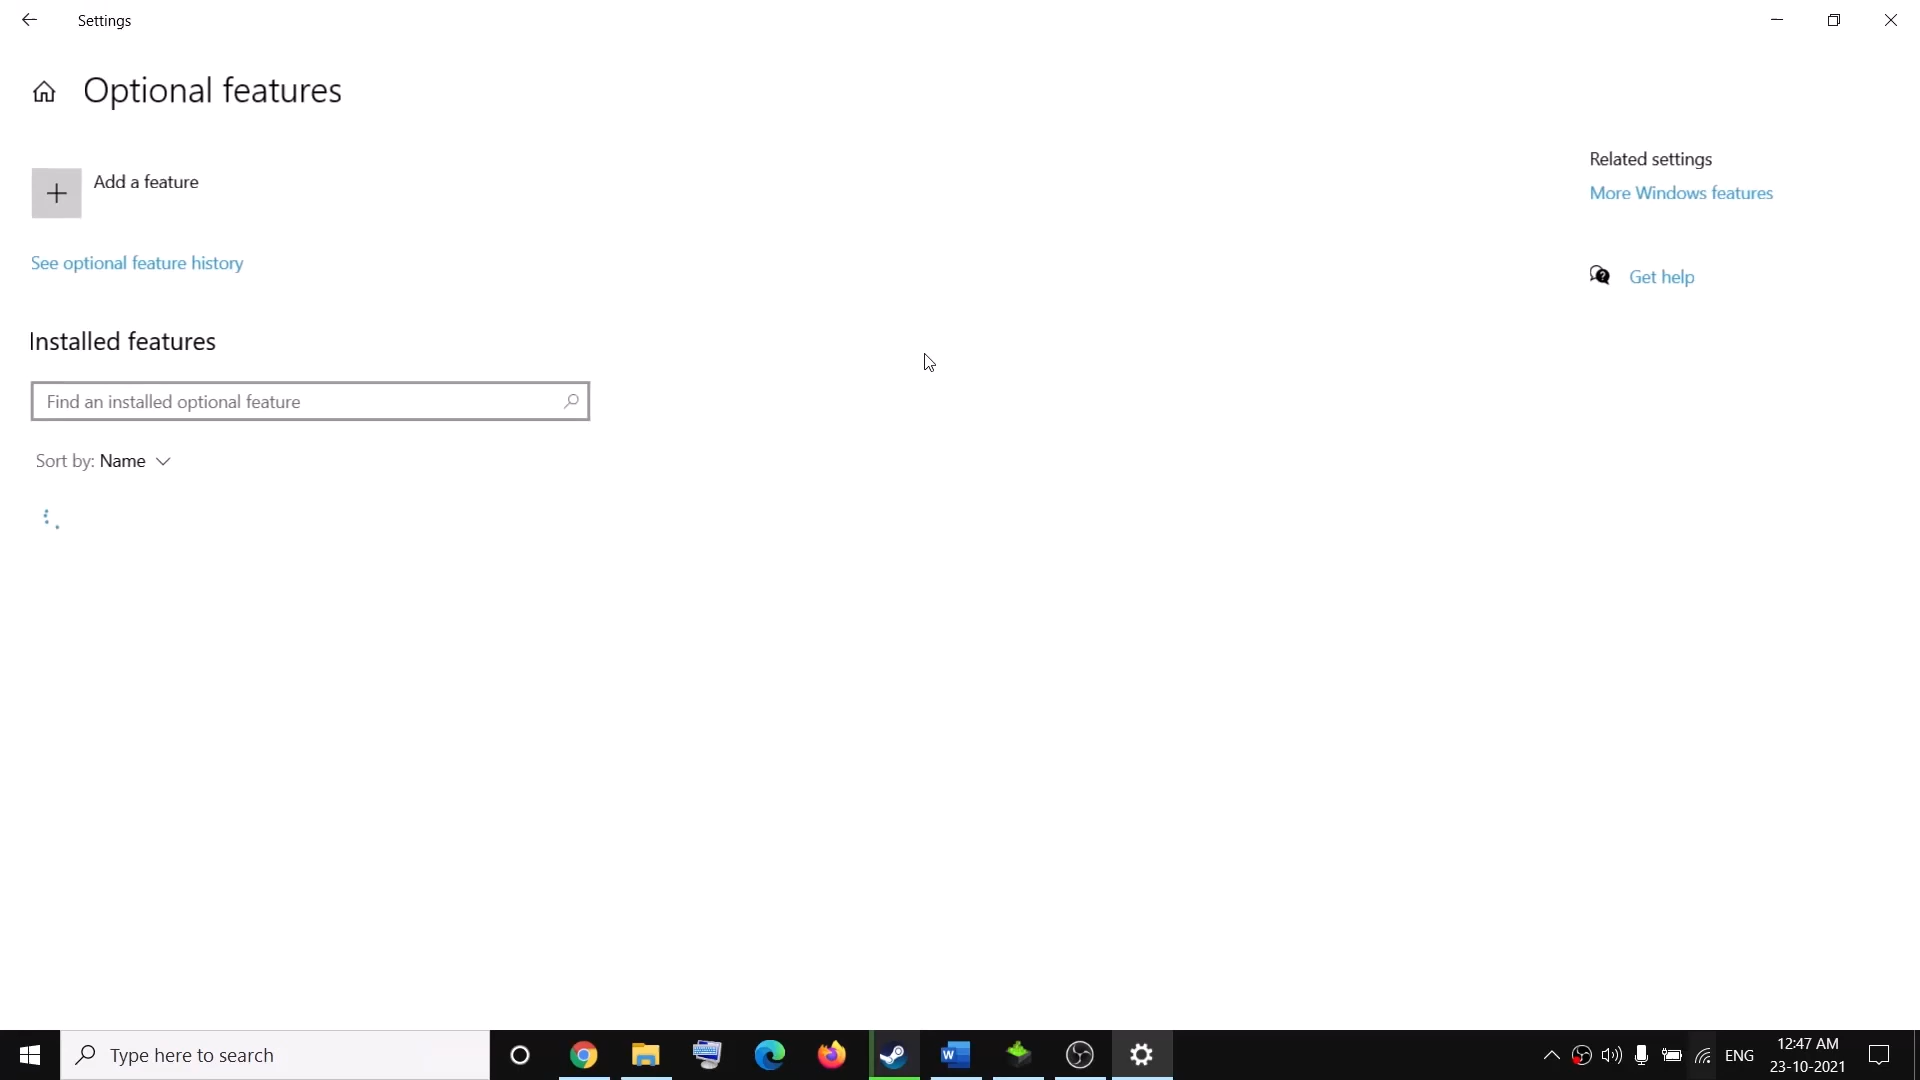 Settings
Optional features
Add a feature
See optional feature history
Related settings
More Windows features
Get help
Installed features
Find an installed optional feature
Sort by: Name
Type here to search
W
ENG
12:47 AM
23-10-2021